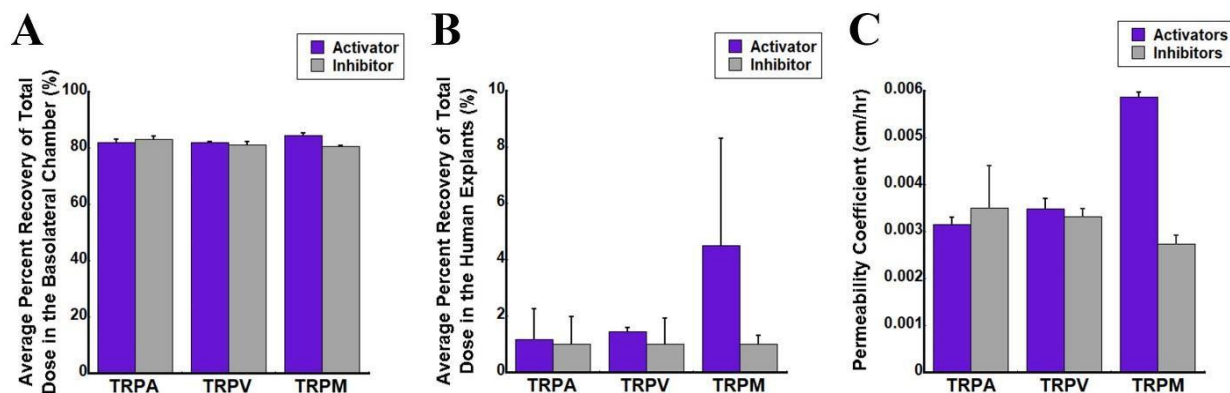 A
Activator
Inhibitor
Average Percent Recovery of Total
Dose in the Basolateral Chamber (%)
100
80
60
40
20
0
TRPA TRPV TRPM
B
Activator
Inhibitor
Average Percent Recovery of Total
Dose in the Human Explants (%)
10
8
6
4
2
0
TRPA TRPV TRPM
C
Activators
Inhibitors
Permeability Coefficient (cm/hr)
0.006
0.005
0.004
0.003
0.002
0.001
0
TRPA TRPV TRPM